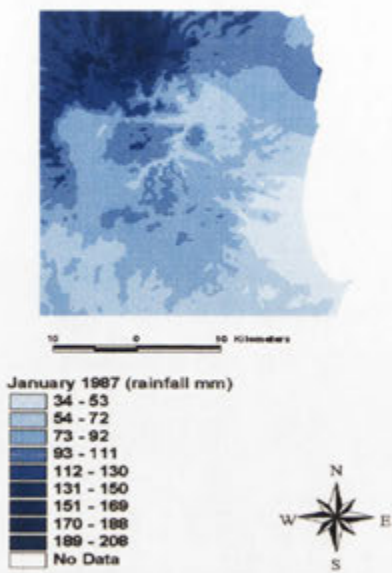 10 0 10 Kilometers
January 1987 (rainfall mm)
34 - 53
54 - 72
73 - 92
93 - 111
112 - 130
131 - 150
151 - 169
170 - 188
189 - 208
No Data
N
W E
S